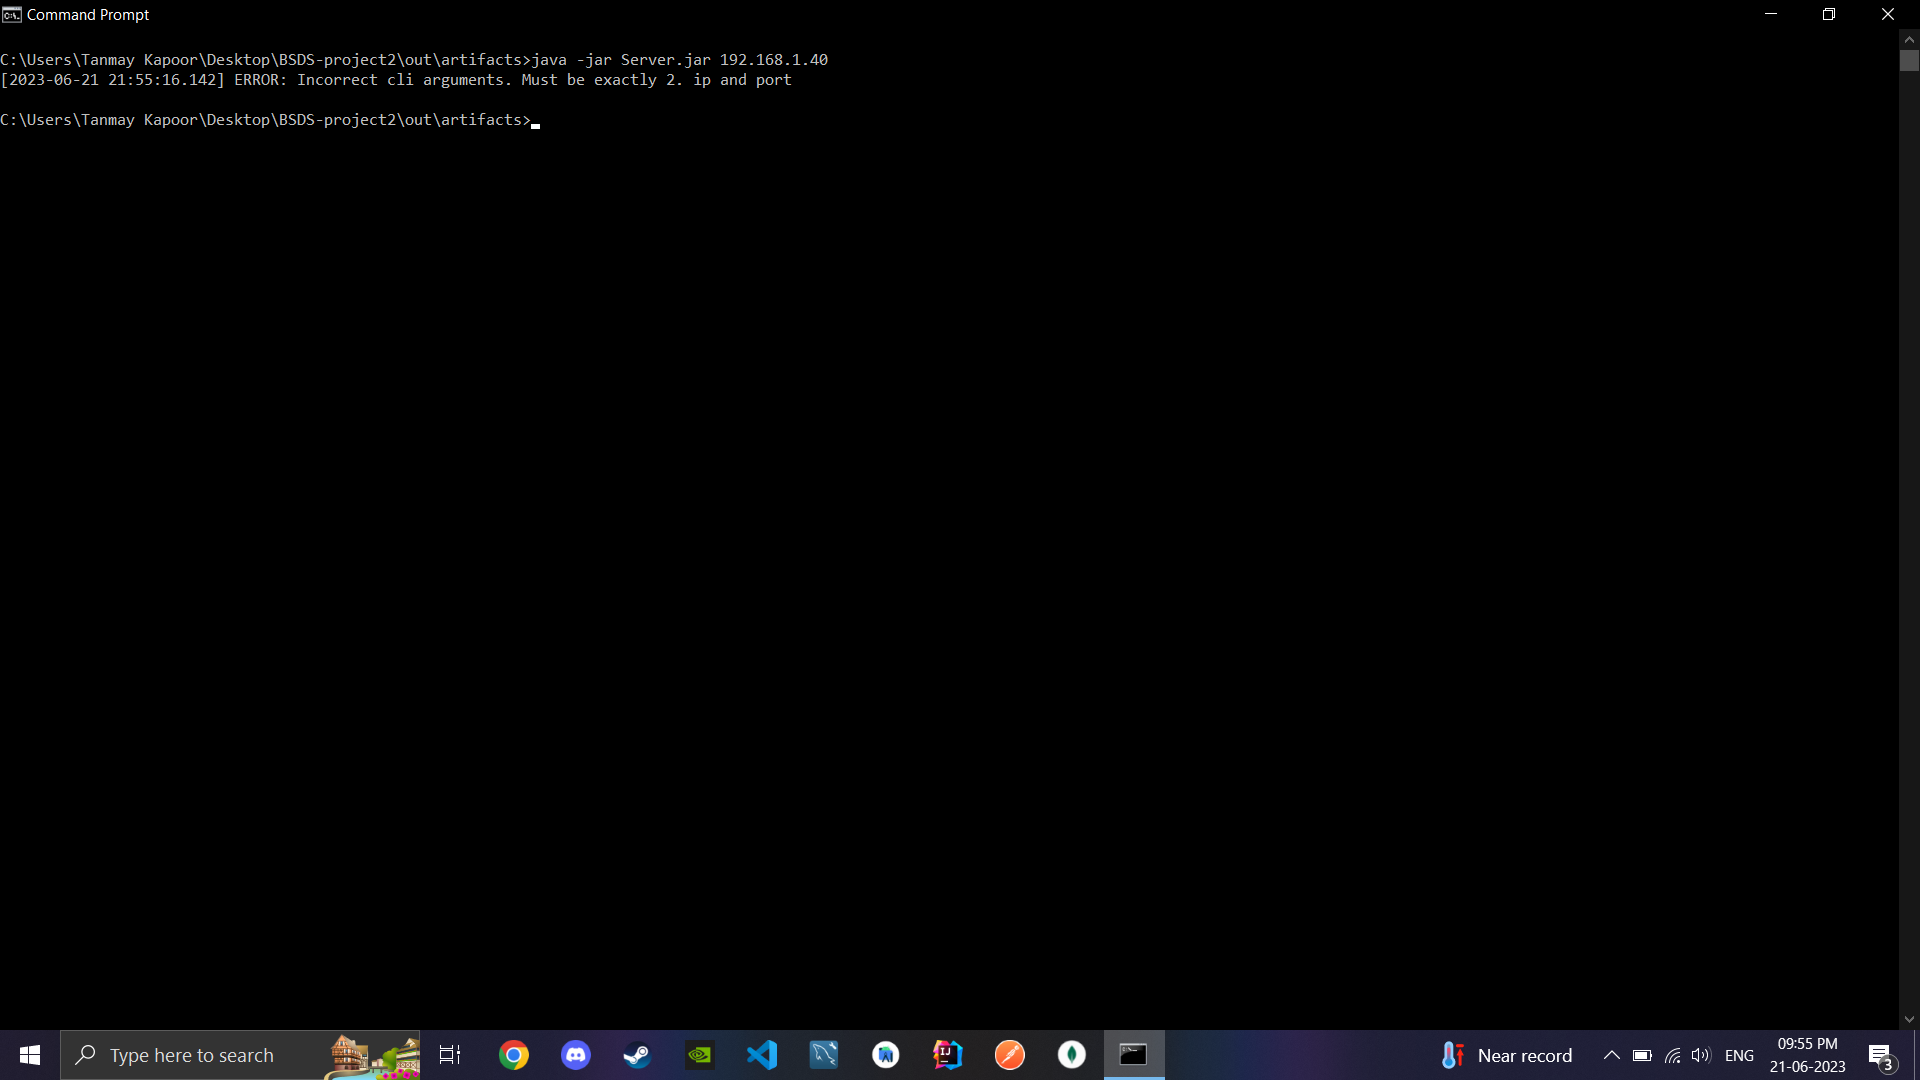 Command Prompt
C:\Users\Tanmay Kapoor\Desktop\BSDS-project2\out\artifacts>java -jar Server.jar 192.168.1.40
[2023-06-21 21:55:16.142] ERROR: Incorrect cli arguments. Must be exactly 2. ip and port
C:\Users\Tanmay Kapoor\Desktop\BSDS-project2\out\artifacts>
Type here to search
Near record
ENG
09:55 PM
21-06-2023
3